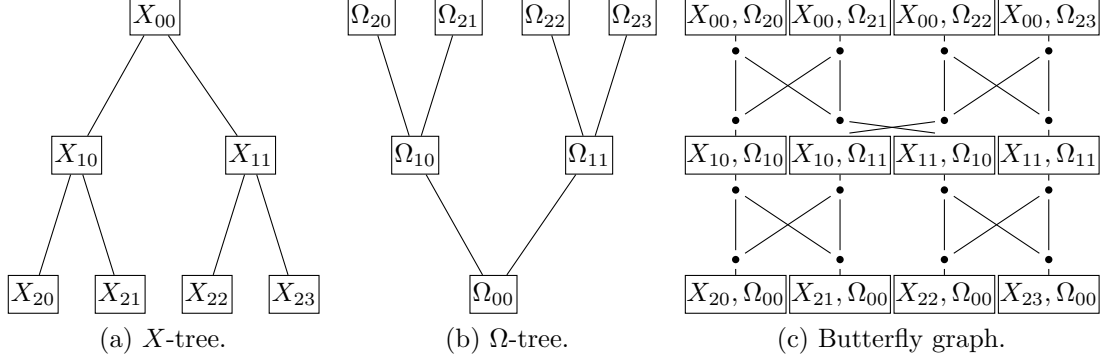 X₀₀ Ω₂₀ Ω₂₁ Ω₂₂ Ω₂₃ X₀₀, Ω₂₀ X₀₀, Ω₂₁ X₀₀, Ω₂₂ X₀₀, Ω₂₃
X₁₀ X₁₁ Ω₁₀ Ω₁₁ X₁₀, Ω₁₀ X₁₀, Ω₁₁ X₁₁, Ω₁₀ X₁₁, Ω₁₁
X₂₀ X₂₁ X₂₂ X₂₃ Ω₀₀ X₂₀, Ω₀₀ X₂₁, Ω₀₀ X₂₂, Ω₀₀ X₂₃, Ω₀₀
(a) X-tree. (b) Ω-tree. (c) Butterfly graph.